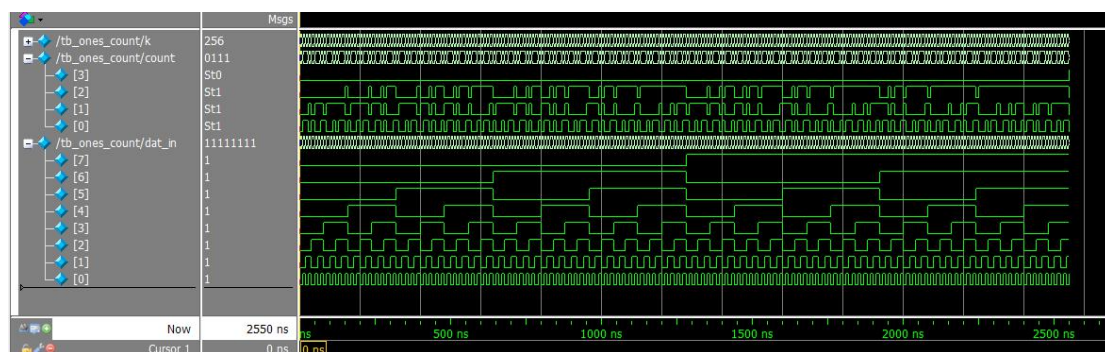 Msgs
/tb_ones_count/k 256
/tb_ones_count/count 0111
[3] St0
[2] St1
[1] St1
[0] St1
/tb_ones_count/dat_in 11111111
[7] 1
[6] 1
[5] 1
[4] 1
[3] 1
[2] 1
[1] 1
[0] 1
Now 2550 ns ns 500 ns 1000 ns 1500 ns 2000 ns 2500 ns
Cursor 1 0 ns 0 ns